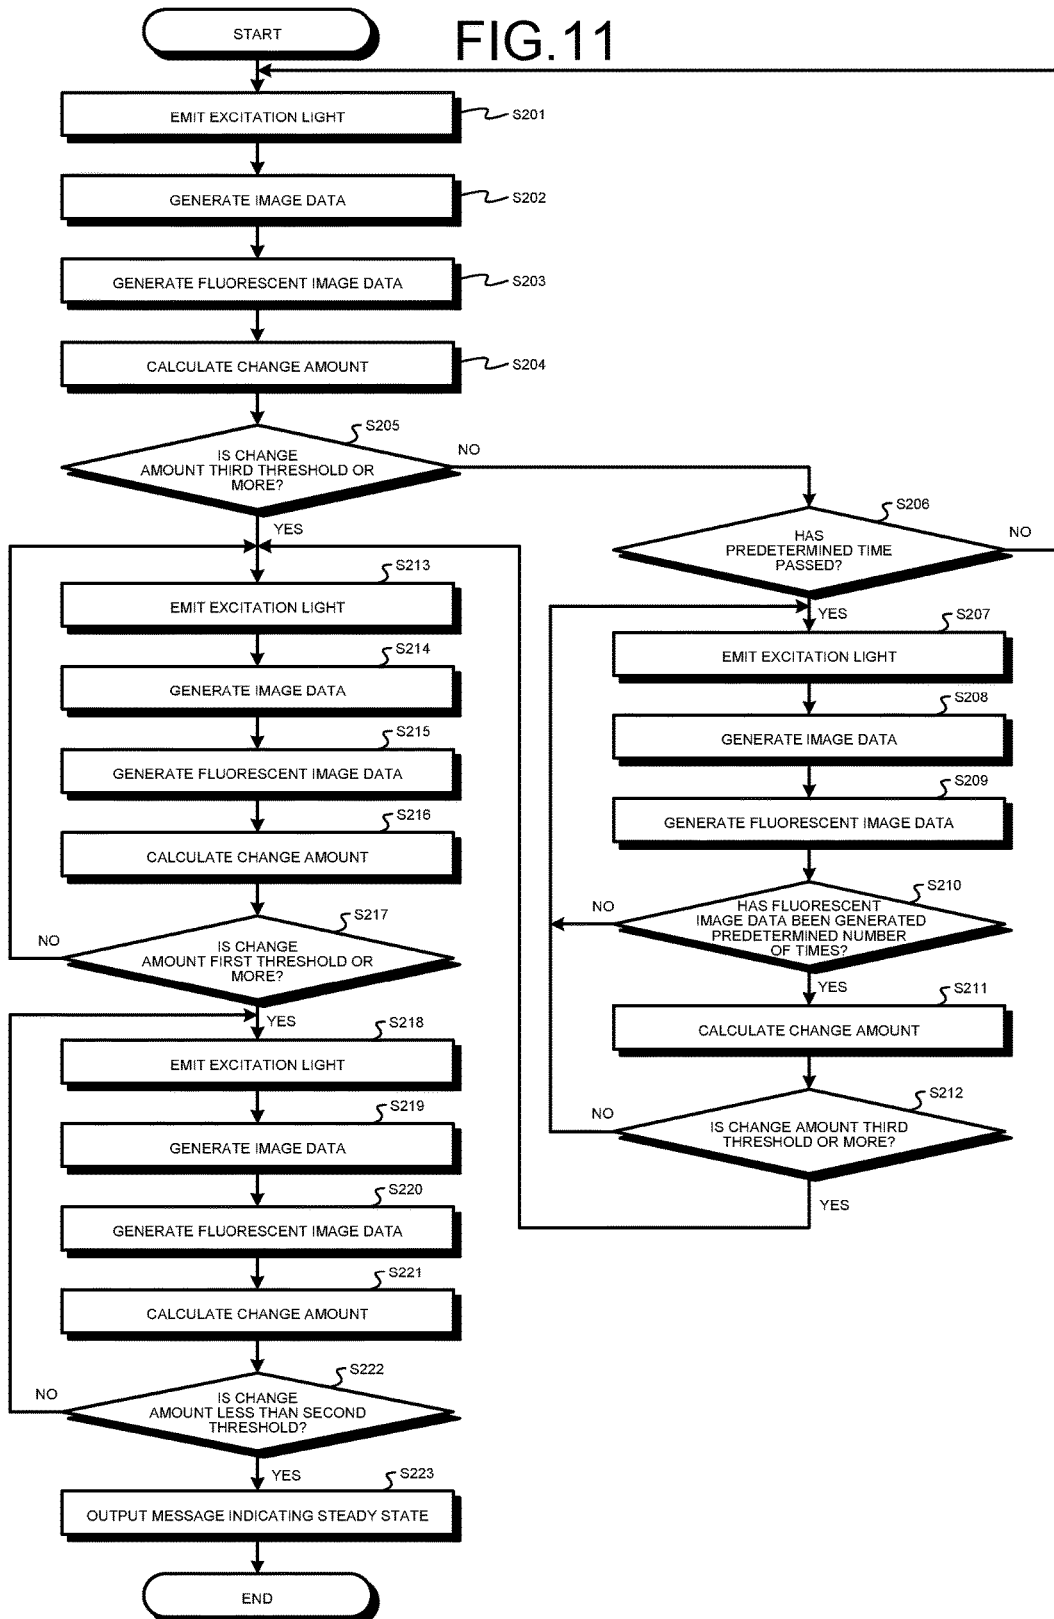 FIG.11
START
EMIT EXCITATION LIGHT
S201
GENERATE IMAGE DATA
S202
GENERATE FLUORESCENT IMAGE DATA
S203
CALCULATE CHANGE AMOUNT
S204
S205
IS CHANGE
AMOUNT THIRD THRESHOLD OR
MORE?
NO
YES
S206
HAS
PREDETERMINED TIME
PASSED?
NO
YES
S207
EMIT EXCITATION LIGHT
S208
GENERATE IMAGE DATA
S209
GENERATE FLUORESCENT IMAGE DATA
S210
HAS FLUORESCENT
IMAGE DATA BEEN GENERATED
PREDETERMINED NUMBER
OF TIMES?
NO
YES
S211
CALCULATE CHANGE AMOUNT
S212
IS CHANGE AMOUNT THIRD
THRESHOLD OR MORE?
NO
YES
S213
EMIT EXCITATION LIGHT
S214
GENERATE IMAGE DATA
S215
GENERATE FLUORESCENT IMAGE DATA
S216
CALCULATE CHANGE AMOUNT
S217
IS CHANGE
AMOUNT FIRST THRESHOLD OR
MORE?
NO
YES
S218
EMIT EXCITATION LIGHT
S219
GENERATE IMAGE DATA
S220
GENERATE FLUORESCENT IMAGE DATA
S221
CALCULATE CHANGE AMOUNT
S222
IS CHANGE
AMOUNT LESS THAN SECOND
THRESHOLD?
NO
YES
S223
OUTPUT MESSAGE INDICATING STEADY STATE
END